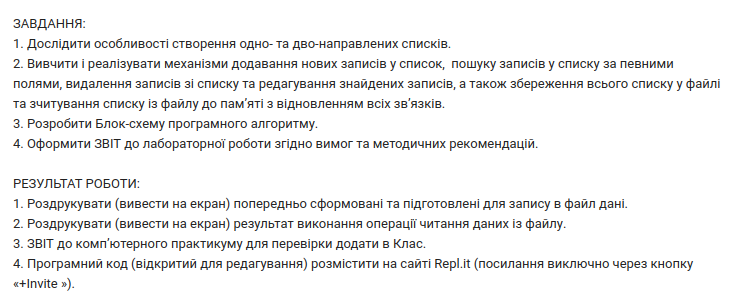 ЗАВДАННЯ:
1. Дослідити особливості створення одно- та дво-направлених списків.
2. Вивчити і реалізувати механізми додавання нових записів у список,  пошуку записів у списку за певними
полями, видалення записів зі списку та редагування знайдених записів, а також збереження всього списку у файлі
та зчитування списку із файлу до пам’яті з відновленням всіх зв’язків.
3. Розробити Блок-схему програмного алгоритму.
4. Оформити ЗВІТ до лабораторної роботи згідно вимог та методичних рекомендацій.
РЕЗУЛЬТАТ РОБОТИ:
1. Роздрукувати (вивести на екран) попередньо сформовані та підготовлені для запису в файл дані.
2. Роздрукувати (вивести на екран) результат виконання операції читання даних із файлу.
3. ЗВІТ до комп’ютерного практикуму для перевірки додати в Клас.
4. Програмний код (відкритий для редагування) розмістити на сайті Repl.it (посилання виключно через кнопку
«+Invite »).